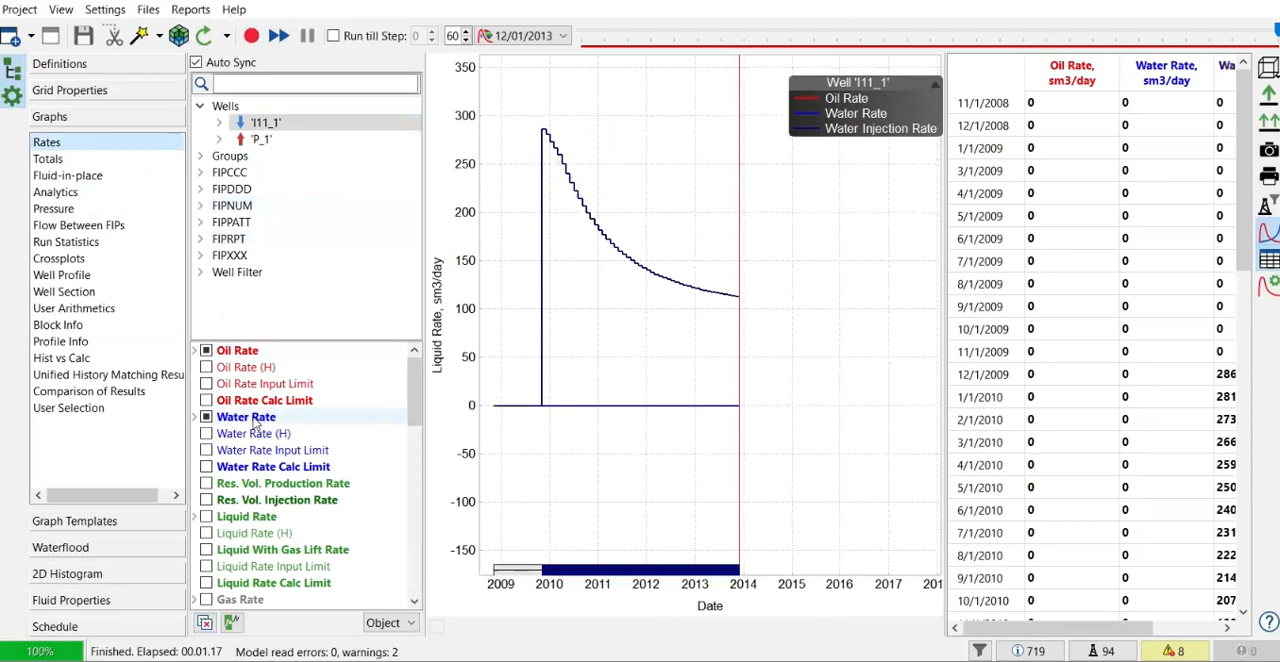 Project View Settings Files Reports Help
Run till Step: 0 60 12/01/2013
Definitions
Grid Properties
Graphs
Rates
Totals
Fluid-in-place
Analytics
Pressure
Flow Between FIPs
Run Statistics
Crossplots
Well Profile
Well Section
User Arithmetics
Block Info
Profile Info
Hist vs Calc
Unified History Matching Resu
Comparison of Results
User Selection
Graph Templates
Waterflood
2D Histogram
Fluid Properties
Schedule
Auto Sync
Wells
'I11_1'
'P_1'
Groups
FIPCCC
FIPDDD
FIPNUM
FIPPATT
FIPRPT
FIPXXX
Well Filter
Oil Rate
Oil Rate (H)
Oil Rate Input Limit
Oil Rate Calc Limit
Water Rate
Water Rate (H)
Water Rate Input Limit
Water Rate Calc Limit
Res. Vol. Production Rate
Res. Vol. Injection Rate
Liquid Rate
Liquid Rate (H)
Liquid With Gas Lift Rate
Liquid Rate Input Limit
Liquid Rate Calc Limit
Gas Rate
Object
Liquid Rate, sm3/day
350
300
250
200
150
100
50
0
-50
-100
-150
2009 2010 2011 2012 2013 2014 2015 2016 2017 201
Date
Well 'I11_1'
Oil Rate
Water Rate
Water Injection Rate
Oil Rate, Water Rate, Wa
sm3/day sm3/day
11/1/2008 0 0 0
12/1/2008 0 0 0
1/1/2009 0 0 0
3/1/2009 0 0 0
4/1/2009 0 0 0
5/1/2009 0 0 0
6/1/2009 0 0 0
7/1/2009 0 0 0
8/1/2009 0 0 0
9/1/2009 0 0 0
10/1/2009 0 0 0
11/1/2009 0 0 0
12/1/2009 0 0 286
1/1/2010 0 0 281
2/1/2010 0 0 273
3/1/2010 0 0 266
4/1/2010 0 0 259
5/1/2010 0 0 250
6/1/2010 0 0 240
7/1/2010 0 0 231
8/1/2010 0 0 222
9/1/2010 0 0 214
10/1/2010 0 0 207
100% Finished. Elapsed: 00.01.17 Model read errors: 0, warnings: 2 719 94 8 0